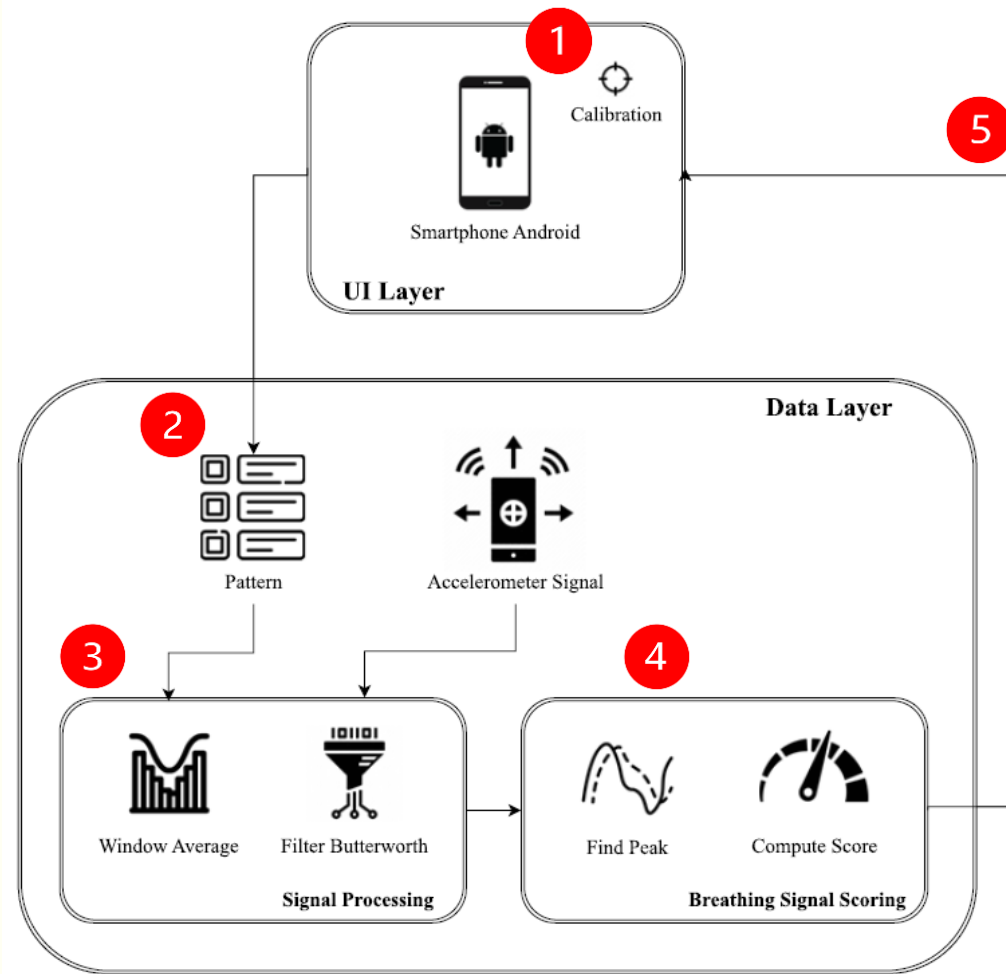 1
Calibration
5
Smartphone Android
UI Layer
Data Layer
2
Pattern
Accelerometer Signal
3
4
101101
Window Average
Filter Butterworth
Find Peak
Compute Score
Signal Processing
Breathing Signal Scoring